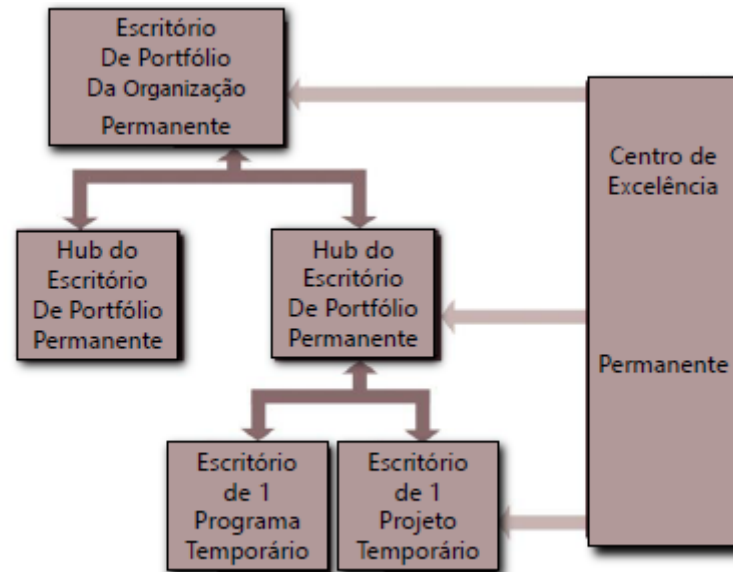 Escritório
De Portfólio
Da Organização
Permanente
Centro de
Excelência
Permanente
Hub do
Escritório
De Portfólio
Permanente
Hub do
Escritório
De Portfólio
Permanente
Escritório
de 1
Programa
Temporário
Escritório
de 1
Projeto
Temporário